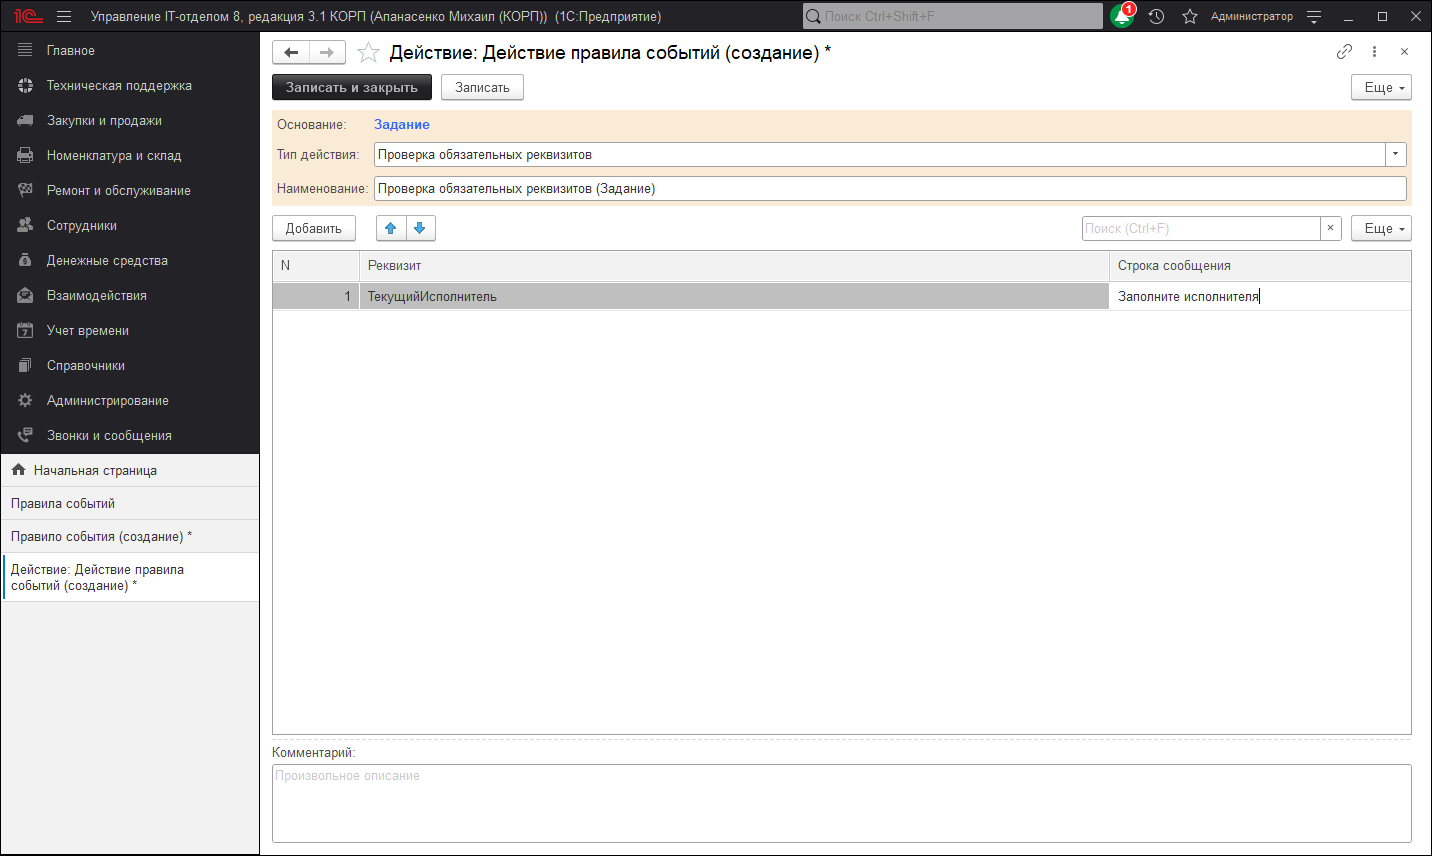 1С Управление IT-отделом 8, редакция 3.1 КОРП (Апанасенко Михаил (КОРП)) (1С:Предприятие) Поиск Ctrl+Shift+F 1 Администратор
Главное
Техническая поддержка
Закупки и продажи
Номенклатура и склад
Ремонт и обслуживание
Сотрудники
Денежные средства
Взаимодействия
Учет времени
Справочники
Администрирование
Звонки и сообщения
Начальная страница
Правила событий
Правило события (создание) *
Действие: Действие правила
событий (создание) *
Действие: Действие правила событий (создание) *
Записать и закрыть Записать Еще
Основание: Задание
Тип действия: Проверка обязательных реквизитов
Наименование: Проверка обязательных реквизитов (Задание)
Добавить Поиск (Ctrl+F) × Еще
N Реквизит Строка сообщения
1 ТекущийИсполнитель Заполните исполнителя
Комментарий:
Произвольное описание